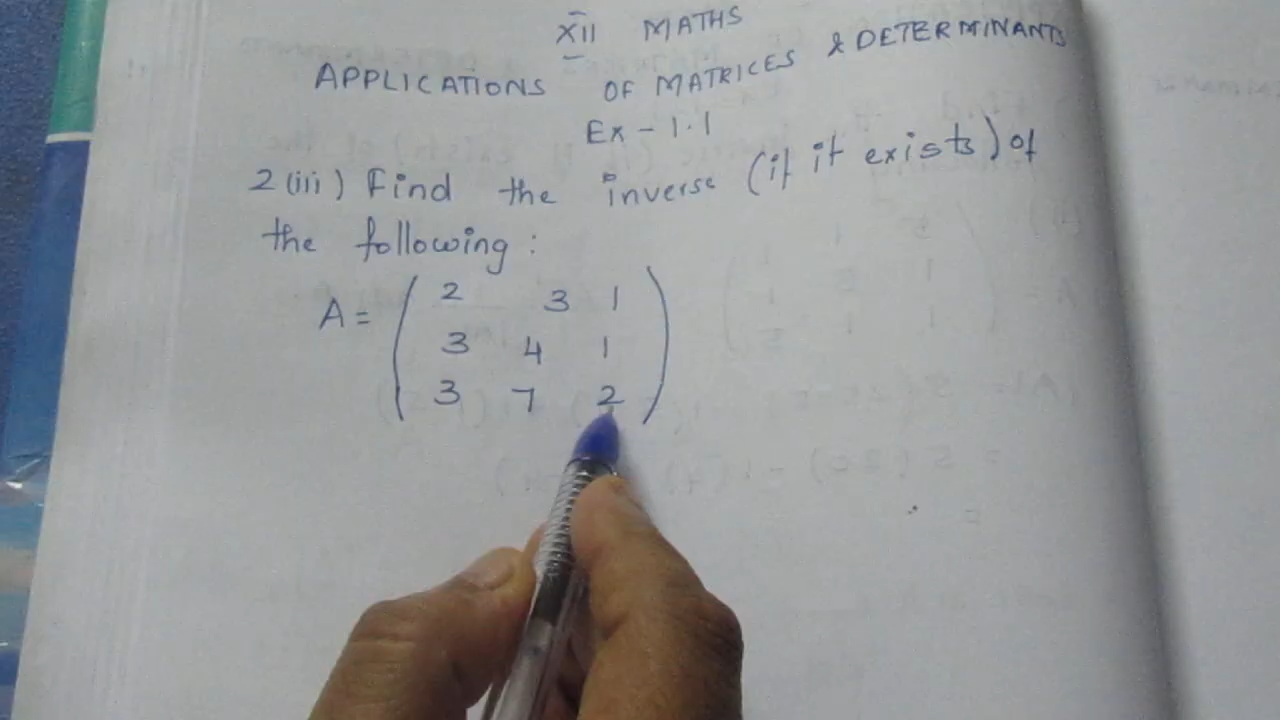 XII MATHS
APPLICATIONS OF MATRICES & DETERMINANTS
Ex - 1.1
2(iii) Find the inverse (if it exists) of
the following:
A = ( 2 3 1
3 4 1
3 7 2 )